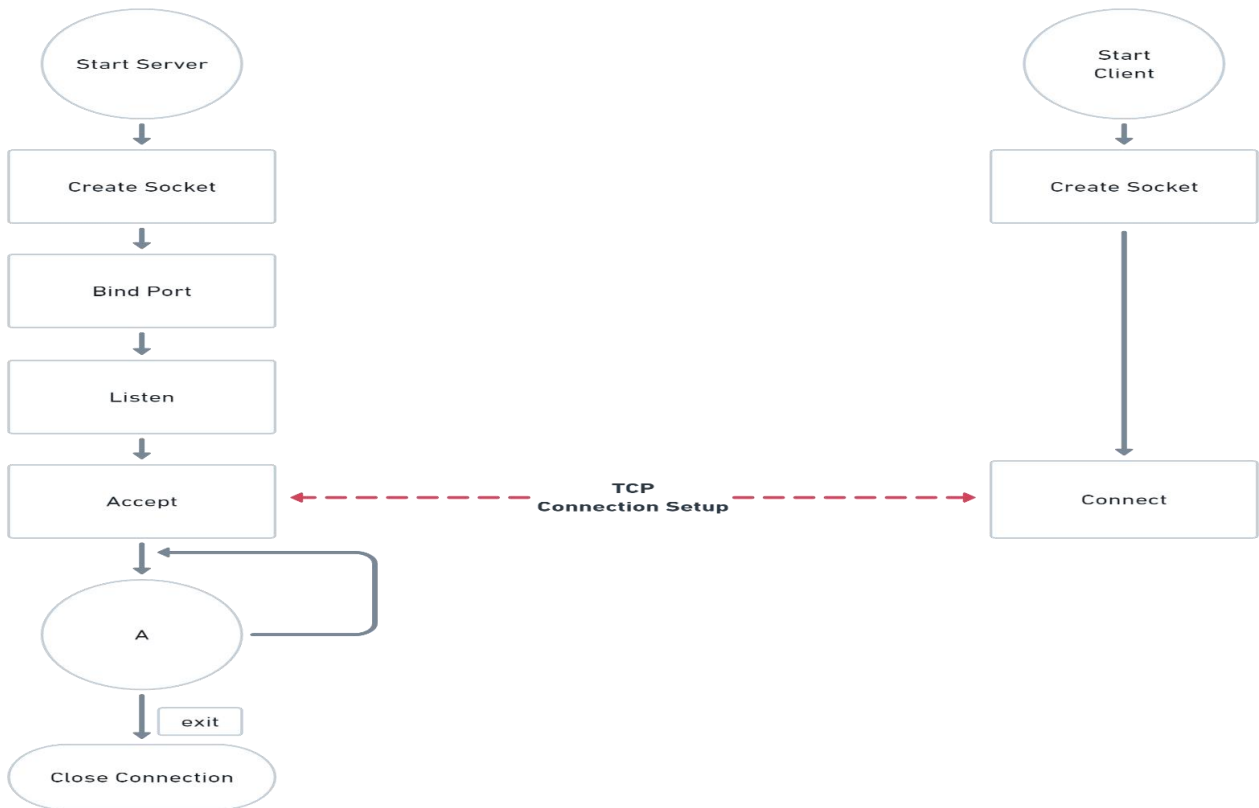 Start Server
Start
Client
Create Socket
Create Socket
Bind Port
Listen
Accept
TCP
Connection Setup
Connect
A
exit
Close Connection